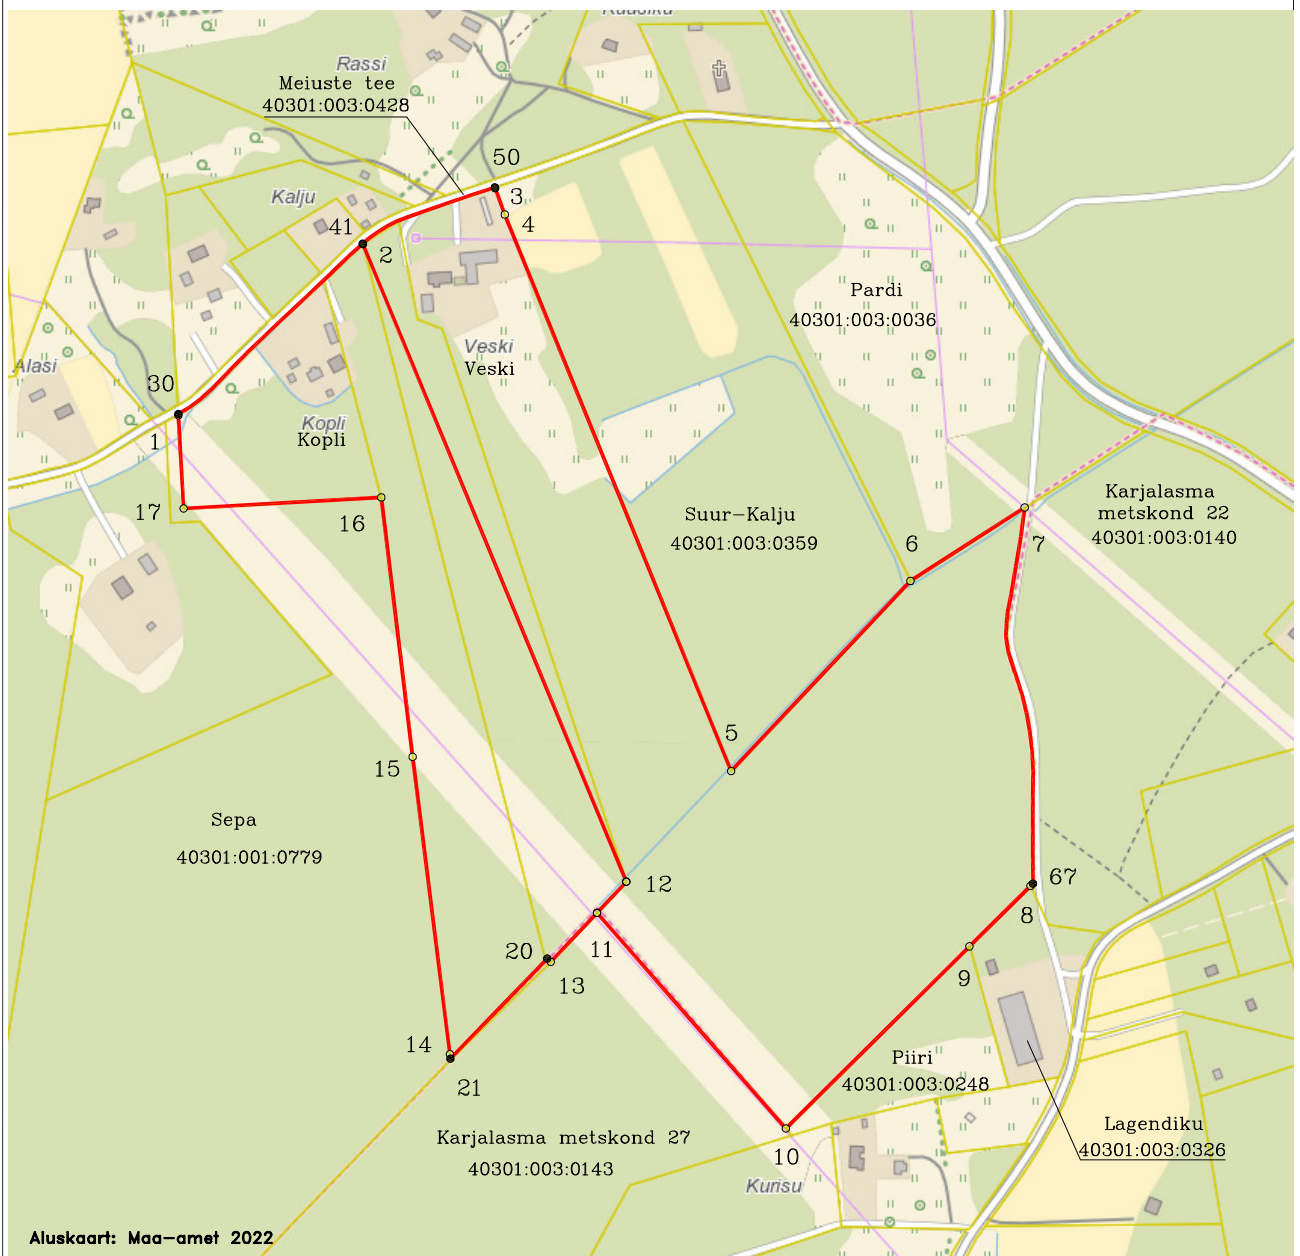 Kuusiku
Rassi
Meiuste tee
40301:003:0428
50
3
4
Kalju
41
2
Pardi
40301:003:0036
Veski
Veski
Alasi
30
1
Kopli
Kopli
17
16
Suur-Kalju
40301:003:0359
6
7
Karjalasma
metskond 22
40301:003:0140
5
15
Sepa
40301:001:0779
12
67
8
11
9
20
13
14
21
Piiri
40301:003:0248
Karjalasma metskond 27
40301:003:0143
10
Lagendiku
40301:003:0326
Kurisu
Aluskaart: Maa-amet 2022